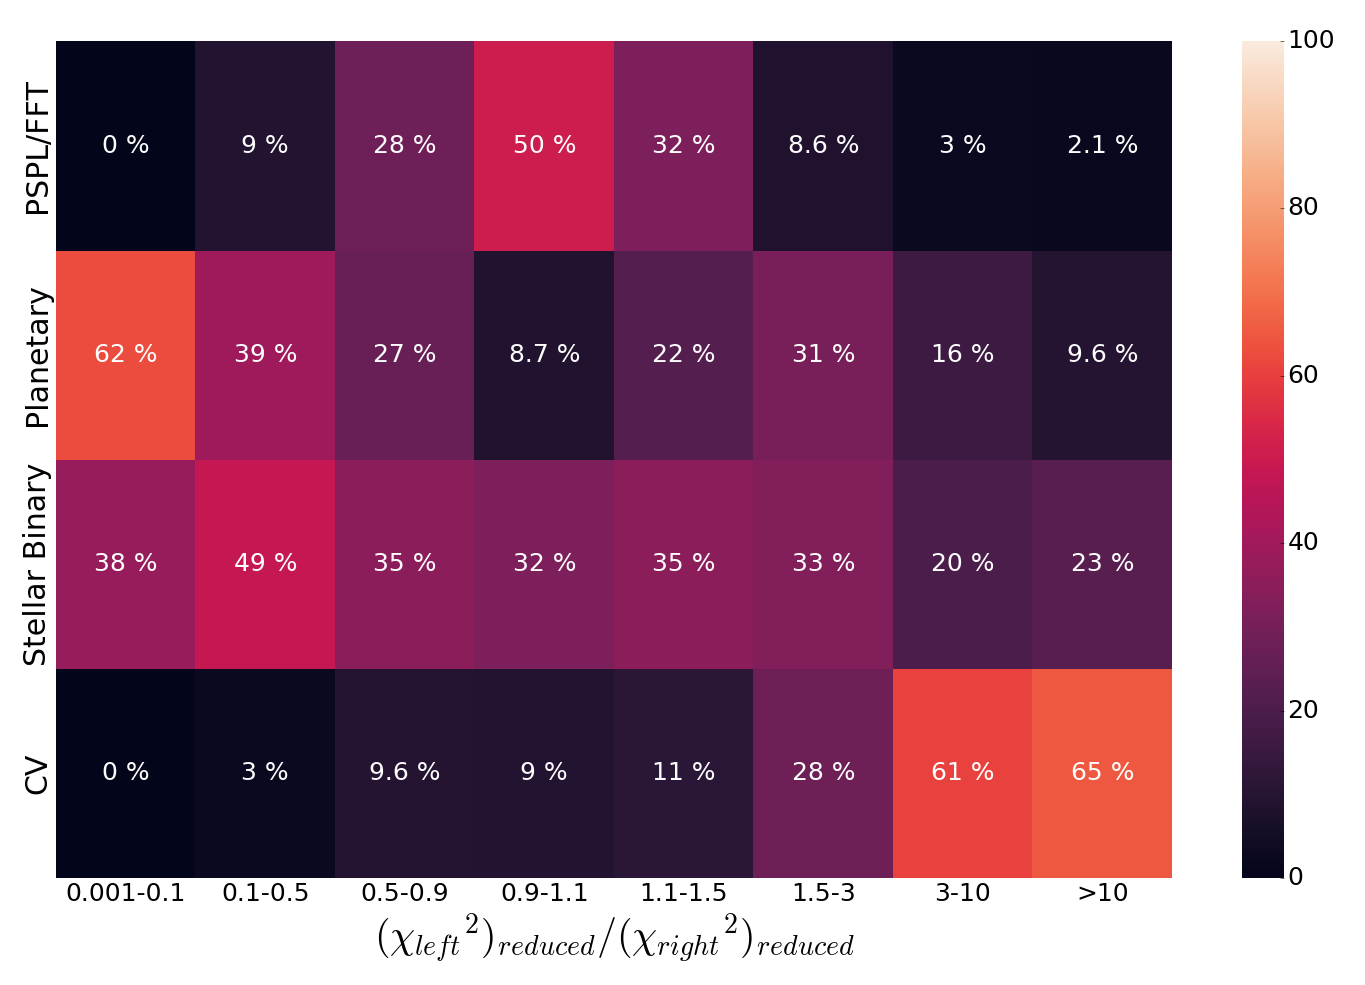 PSPL/FFT 0 % 9 % 28 % 50 % 32 % 8.6 % 3 % 2.1 %
Planetary 62 % 39 % 27 % 8.7 % 22 % 31 % 16 % 9.6 %
Stellar Binary 38 % 49 % 35 % 32 % 35 % 33 % 20 % 23 %
CV 0 % 3 % 9.6 % 9 % 11 % 28 % 61 % 65 %
0.001-0.1 0.1-0.5 0.5-0.9 0.9-1.1 1.1-1.5 1.5-3 3-10 >10
(χ_left²)_reduced/(χ_right²)_reduced
100
80
60
40
20
0